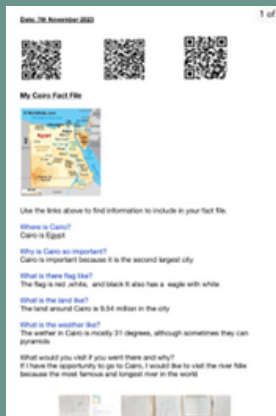 1 of
Date: 7th November 2023
My Cairo Fact File
Egypt
Use the links above to find information to include in your fact file.
Where is Cairo?
Cairo is Egypt
Why is Cairo so important?
Cairo is important because it is the second largest city
What is there flag like?
The flag is red ,white, and black It also has a eagle with white
What is the land like?
The land around Cairo is 9.54 million in the city
What is the weather like?
The wether in Cairo is mostly 31 degrees, although sometimes they can
pyramids
What would you visit if you went there and why?
If I have the opportunity to go to Cairo, I would like to visit the river Nile
because the most famous and longest river in the world